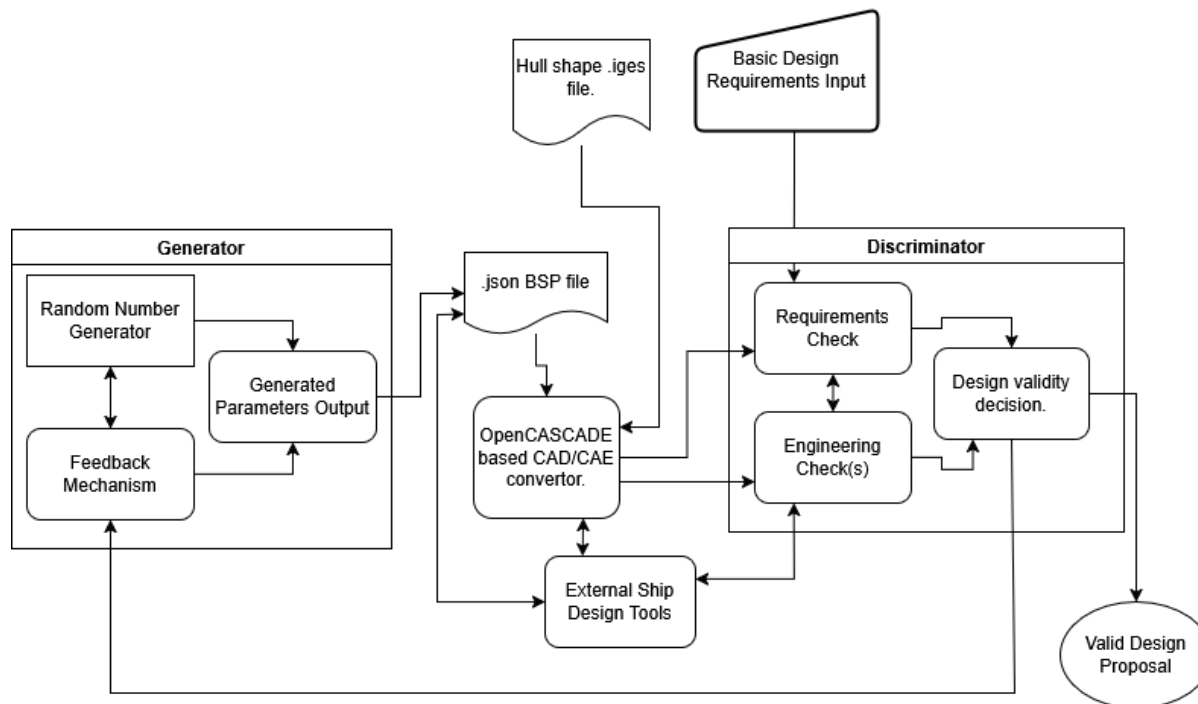 Hull shape .iges
file.
Basic Design
Requirements Input
Generator
Random Number
Generator
Generated
Parameters Output
Feedback
Mechanism
.json BSP file
OpenCASCADE
based CAD/CAE
convertor.
External Ship
Design Tools
Discriminator
Requirements
Check
Engineering
Check(s)
Design validity
decision.
Valid Design
Proposal